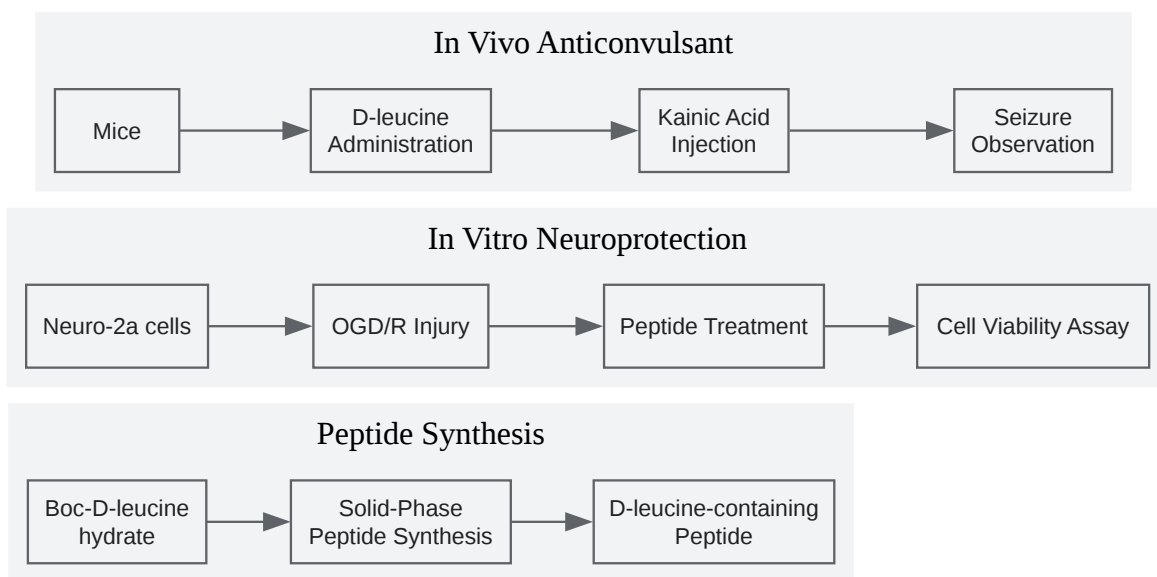 In Vivo Anticonvulsant
Mice
D-leucine
Administration
Kainic Acid
Injection
Seizure
Observation
In Vitro Neuroprotection
Neuro-2a cells
OGD/R Injury
Peptide Treatment
Cell Viability Assay
Peptide Synthesis
Boc-D-leucine
hydrate
Solid-Phase
Peptide Synthesis
D-leucine-containing
Peptide